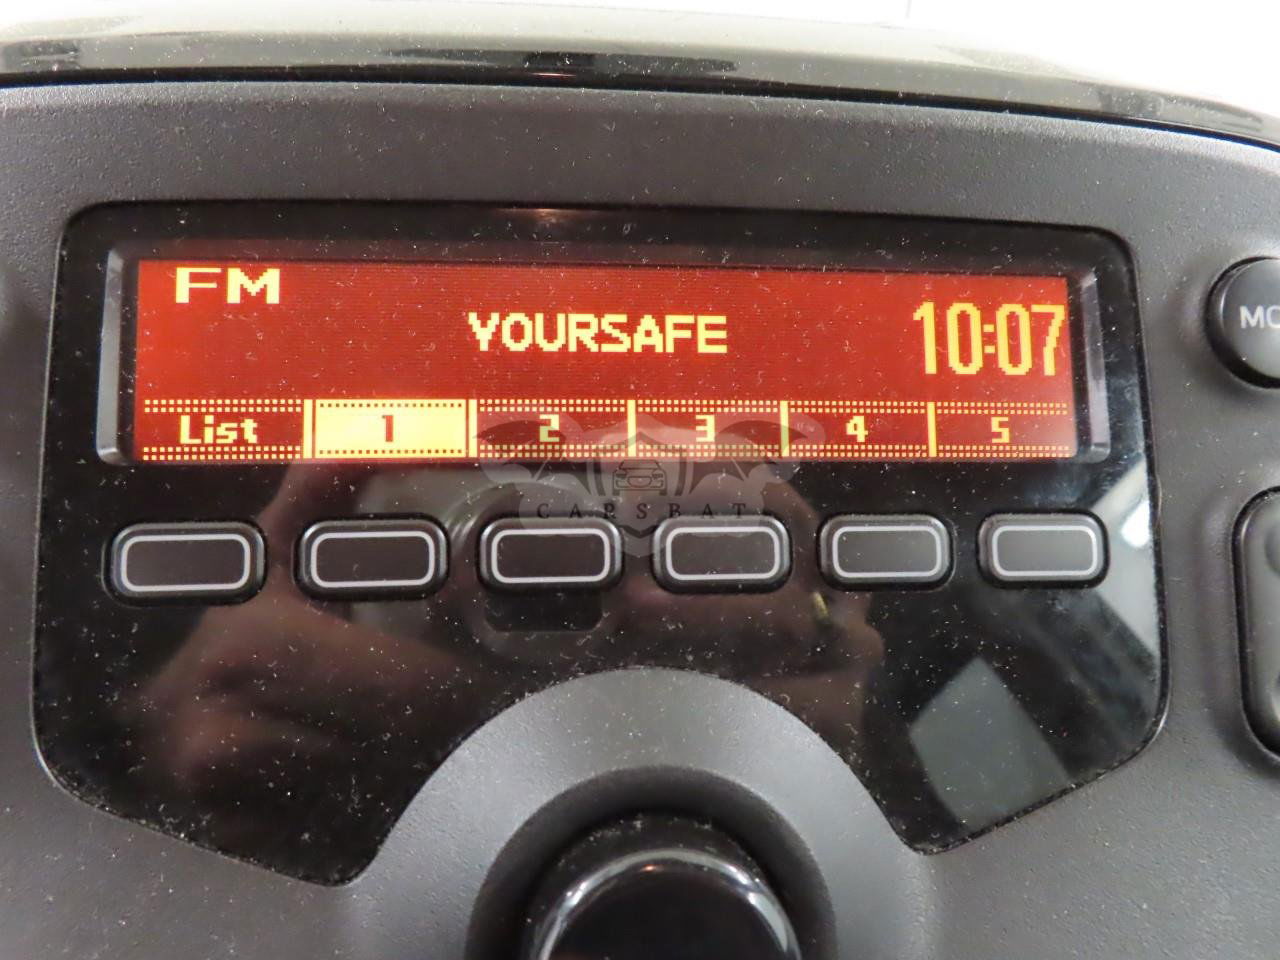 FM
YOURSAFE
10:07
List 1 2 3 4 5
CARSBAT